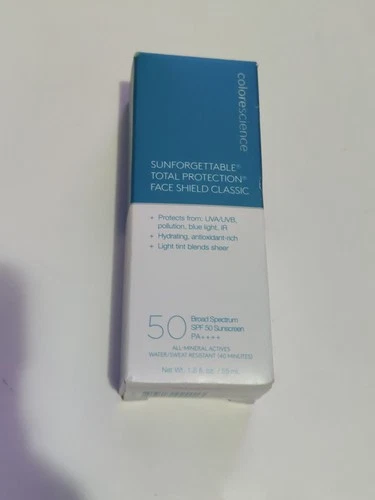 colorescience
SUNFORGETTABLE®
TOTAL PROTECTION®
FACE SHIELD CLASSIC
+ Protects from: UVA/UVB,
pollution, blue light, IR
+ Hydrating, antioxidant-rich
+ Light tint blends sheer
50 Broad Spectrum
SPF 50 Sunscreen
PA++++
ALL-MINERAL ACTIVES
WATER/SWEAT RESISTANT (40 MINUTES)
Net Wt. fl. oz. / 55 mL